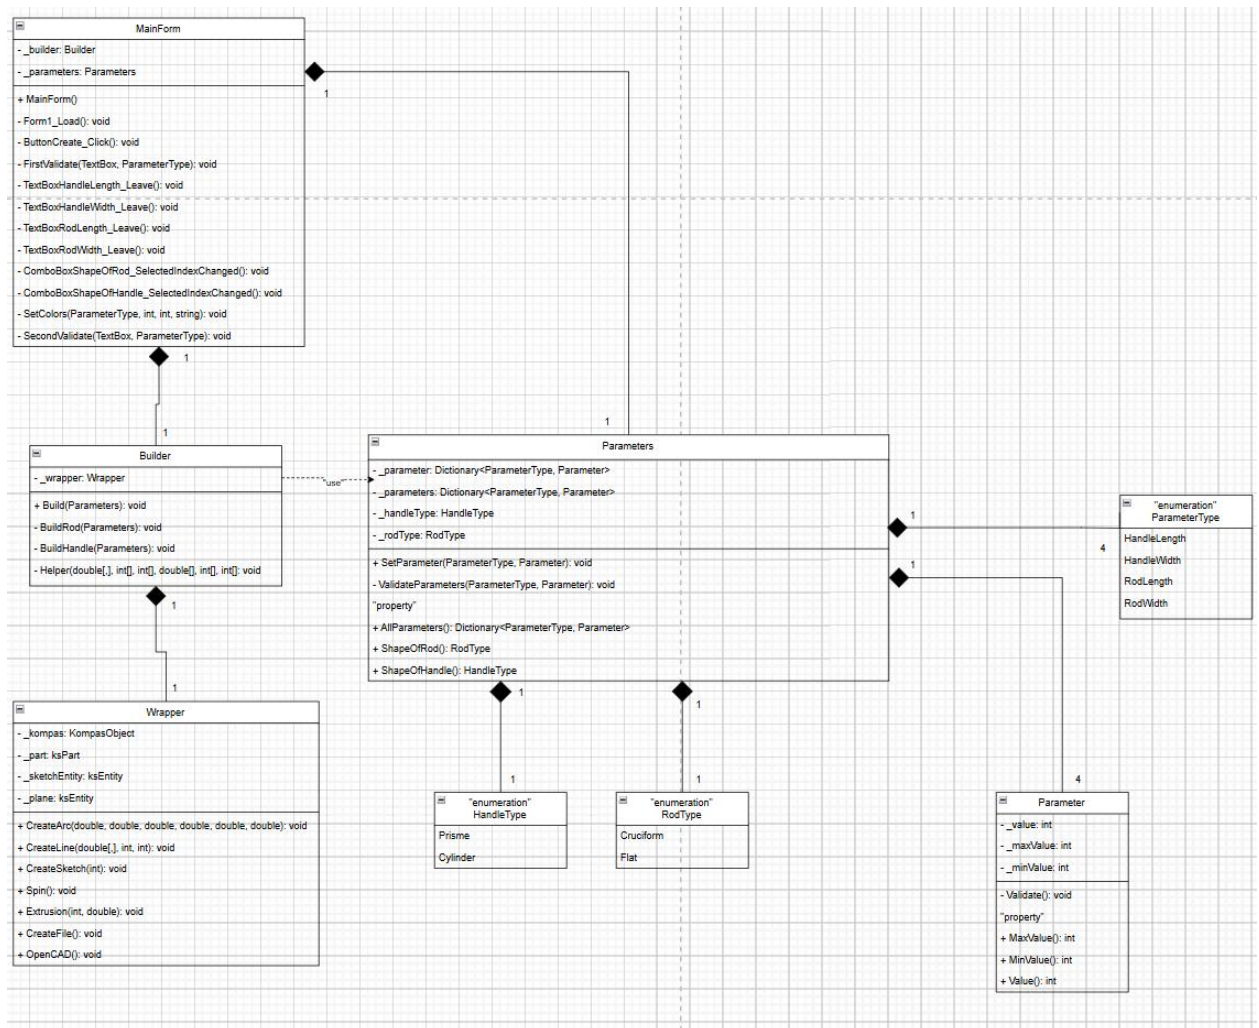 MainForm
- _builder: Builder
- _parameters: Parameters
+ MainForm()
- Form1_Load(): void
- ButtonCreate_Click(): void
- FirstValidate(TextBox, ParameterType): void
- TextBoxHandleLength_Leave(): void
- TextBoxHandleWidth_Leave(): void
- TextBoxRodLength_Leave(): void
- TextBoxRodWidth_Leave(): void
- ComboBoxShapeOfRod_SelectedIndexChanged(): void
- ComboBoxShapeOfHandle_SelectedIndexChanged(): void
- SetColors(ParameterType, int, int, string): void
- SecondValidate(TextBox, ParameterType): void
1
1
1
1
Builder
- _wrapper: Wrapper
+ Build(Parameters): void
- BuildRod(Parameters): void
- BuildHandle(Parameters): void
- Helper(double[,], int[], int[], double[], int[], int[]: void
"use"
1
1
Wrapper
- _kompas: KompasObject
- _part: ksPart
- _sketchEntity: ksEntity
- _plane: ksEntity
+ CreateArc(double, double, double, double, double, double): void
+ CreateLine(double[,], int, int): void
+ CreateSketch(int): void
+ Spin(): void
+ Extrusion(int, double): void
+ CreateFile(): void
+ OpenCAD(): void
Parameters
- _parameter: Dictionary<ParameterType, Parameter>
- _parameters: Dictionary<ParameterType, Parameter>
- _handleType: HandleType
- _rodType: RodType
+ SetParameter(ParameterType, Parameter): void
- ValidateParameters(ParameterType, Parameter): void
"property"
+ AllParameters(): Dictionary<ParameterType, Parameter>
+ ShapeOfRod(): RodType
+ ShapeOfHandle(): HandleType
1
4
1
4
1
1
1
1
"enumeration"
ParameterType
HandleLength
HandleWidth
RodLength
RodWidth
"enumeration"
HandleType
Prisme
Cylinder
"enumeration"
RodType
Cruciform
Flat
Parameter
- _value: int
- _maxValue: int
- _minValue: int
- Validate(): void
"property"
+ MaxValue(): int
+ MinValue(): int
+ Value(): int